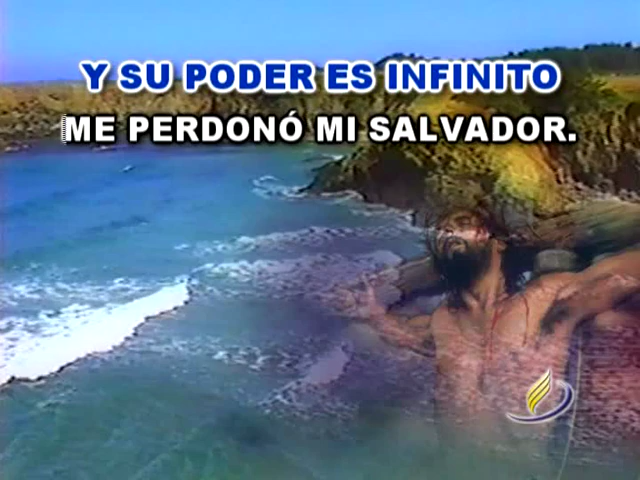 Y SU PODER ES INFINITO
ME PERDONÓ MI SALVADOR.